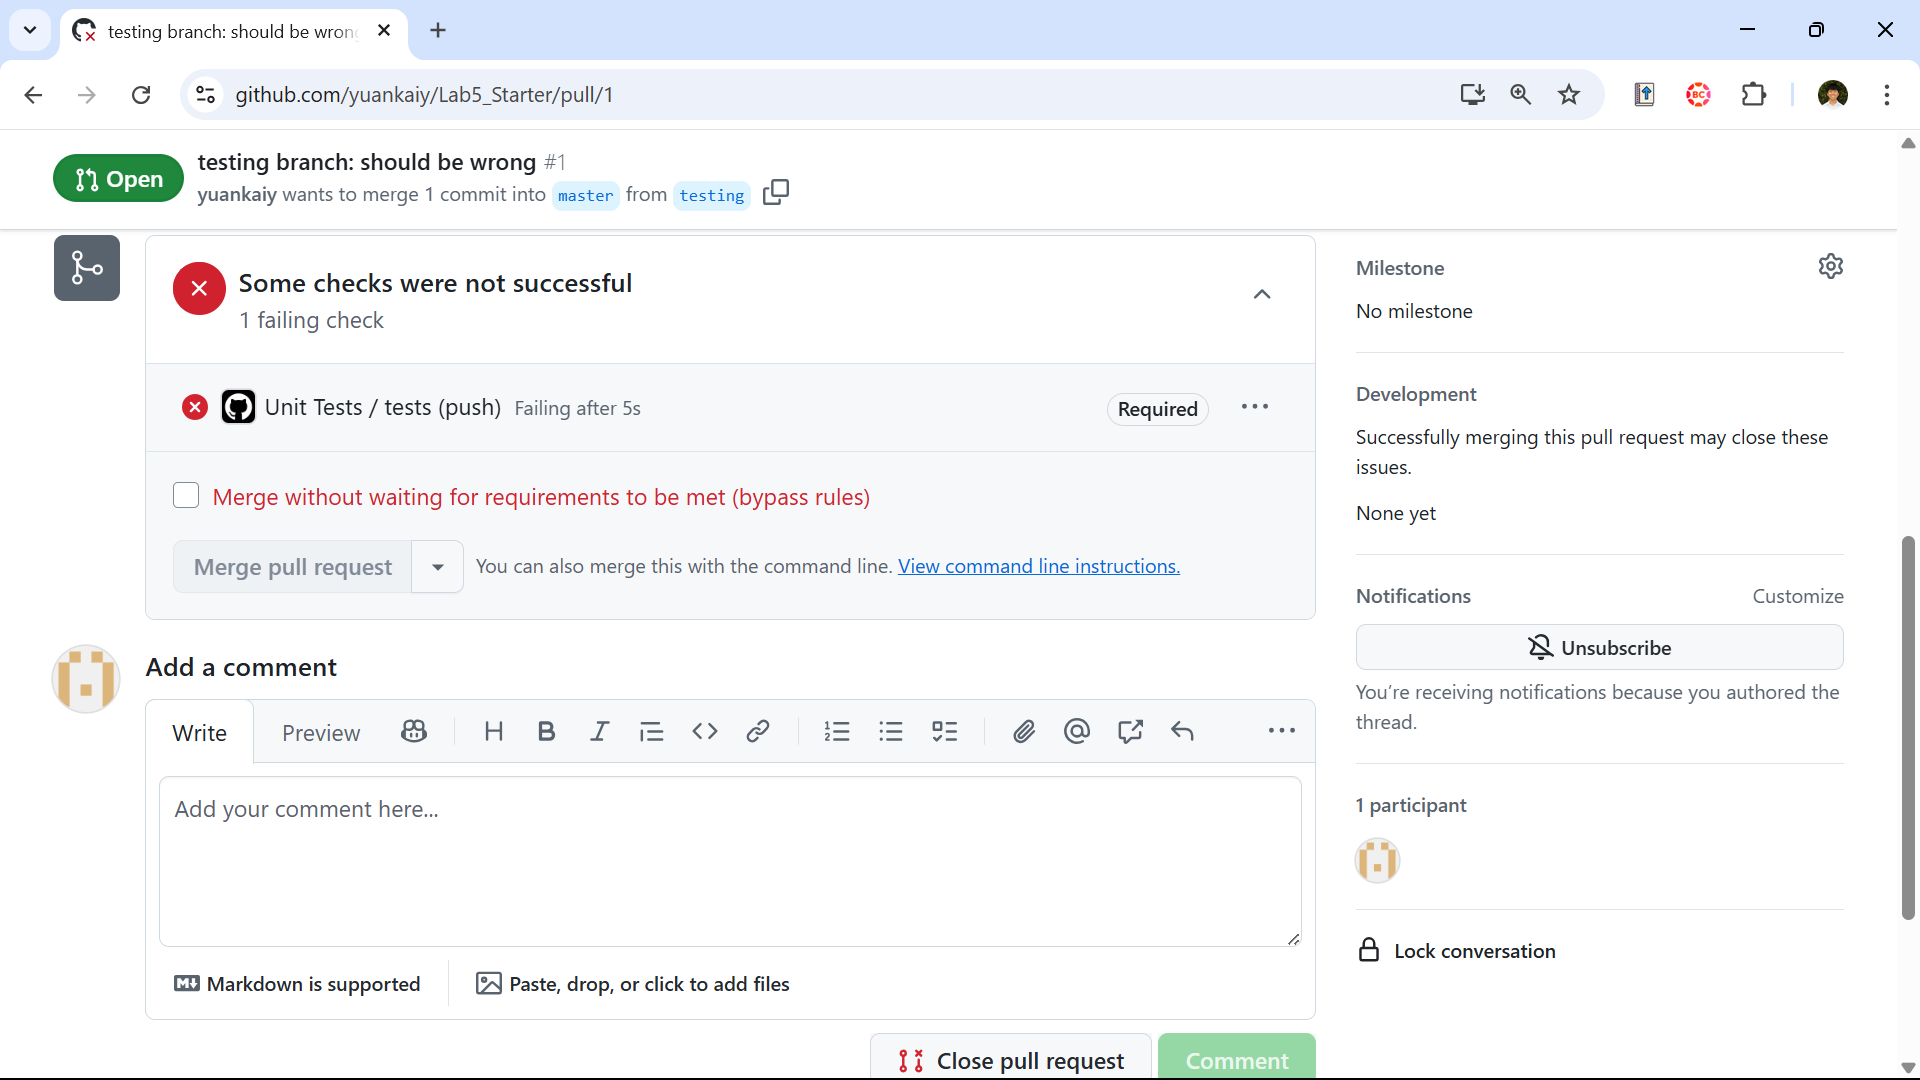 testing branch: should be wrong
github.com/yuankaiy/Lab5_Starter/pull/1
BC
Open
testing branch: should be wrong #1
yuankaiy wants to merge 1 commit into master from testing
Some checks were not successful
1 failing check
Unit Tests / tests (push) Failing after 5s
Required
Merge without waiting for requirements to be met (bypass rules)
Merge pull request
You can also merge this with the command line. View command line instructions.
Add a comment
Write Preview
Add your comment here...
Markdown is supported
Paste, drop, or click to add files
Close pull request
Comment
Milestone
No milestone
Development
Successfully merging this pull request may close these
issues.
None yet
Notifications Customize
Unsubscribe
You’re receiving notifications because you authored the
thread.
1 participant
Lock conversation